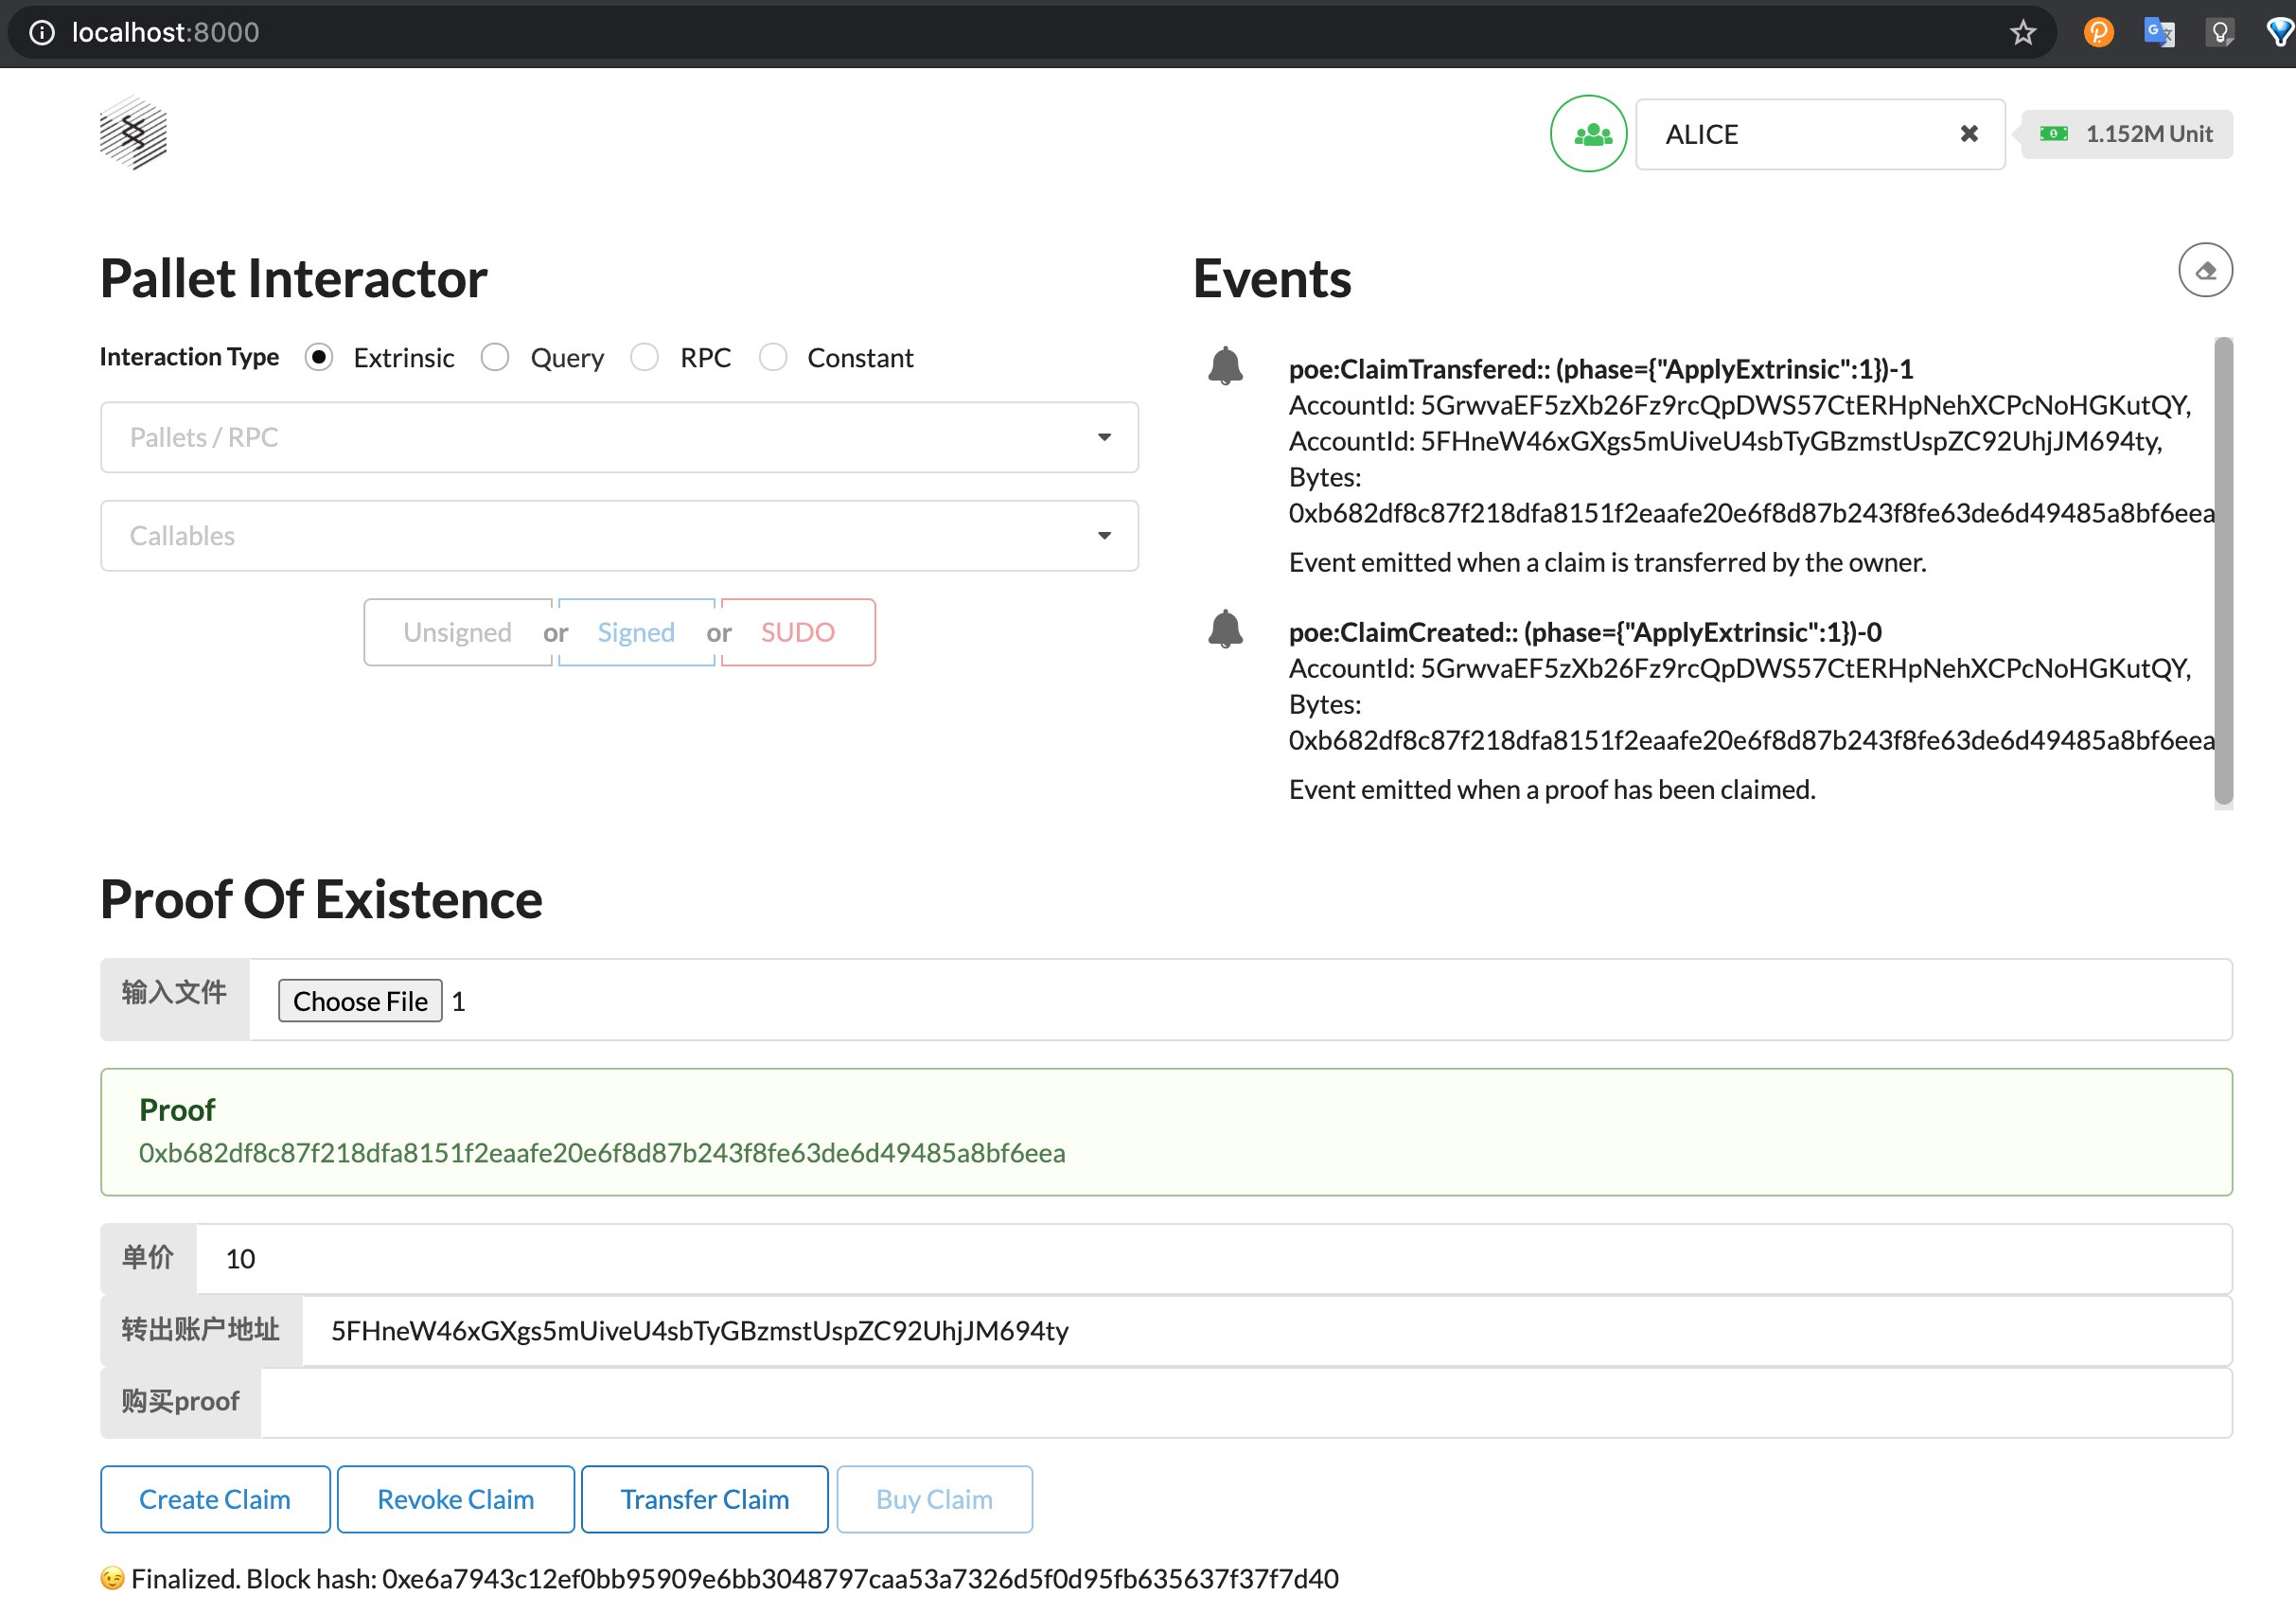 localhost:8000
ALICE
1.152M Unit
Pallet Interactor
Interaction Type Extrinsic Query RPC Constant
Pallets / RPC
Callables
Unsigned or Signed or SUDO
Events
poe:ClaimTransfered:: (phase={"ApplyExtrinsic":1})-1
AccountId: 5GrwvaEF5zXb26Fz9rcQpDWS57CtERHpNehXCPcNoHGKutQY,
AccountId: 5FHneW46xGXgs5mUiveU4sbTyGBzmstUspZC92UhjJM694ty,
Bytes:
0xb682df8c87f218dfa8151f2eaafe20e6f8d87b243f8fe63de6d49485a8bf6eea
Event emitted when a claim is transferred by the owner.
poe:ClaimCreated:: (phase={"ApplyExtrinsic":1})-0
AccountId: 5GrwvaEF5zXb26Fz9rcQpDWS57CtERHpNehXCPcNoHGKutQY,
Bytes:
0xb682df8c87f218dfa8151f2eaafe20e6f8d87b243f8fe63de6d49485a8bf6eea
Event emitted when a proof has been claimed.
Proof Of Existence
输入文件 Choose File 1
Proof
0xb682df8c87f218dfa8151f2eaafe20e6f8d87b243f8fe63de6d49485a8bf6eea
单价 10
转出账户地址 5FHneW46xGXgs5mUiveU4sbTyGBzmstUspZC92UhjJM694ty
购买proof
Create Claim Revoke Claim Transfer Claim Buy Claim
😉 Finalized. Block hash: 0xe6a7943c12ef0bb95909e6bb3048797caa53a7326d5f0d95fb635637f37f7d40